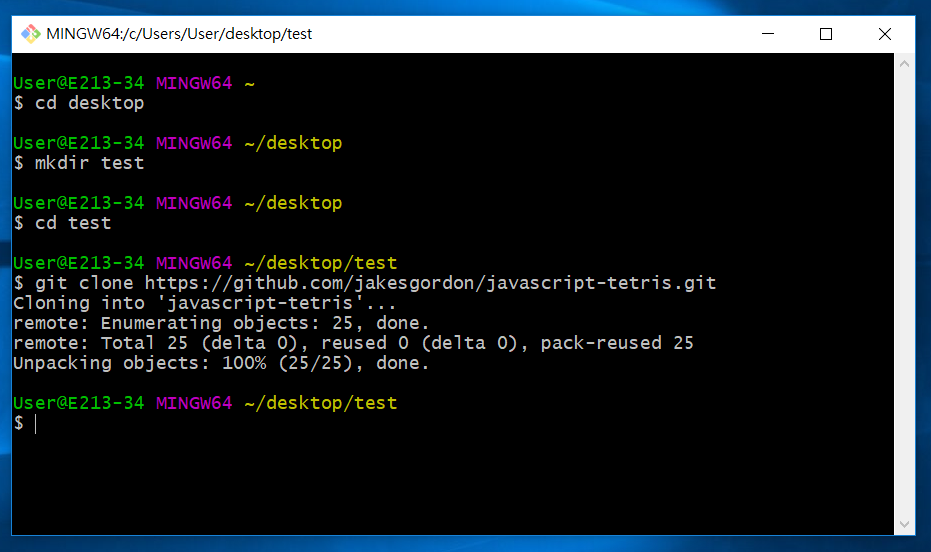 MINGW64:/c/Users/User/desktop/test
User@E213-34 MINGW64 ~
$ cd desktop
User@E213-34 MINGW64 ~/desktop
$ mkdir test
User@E213-34 MINGW64 ~/desktop
$ cd test
User@E213-34 MINGW64 ~/desktop/test
$ git clone https://github.com/jakesgordon/javascript-tetris.git
Cloning into 'javascript-tetris'...
remote: Enumerating objects: 25, done.
remote: Total 25 (delta 0), reused 0 (delta 0), pack-reused 25
Unpacking objects: 100% (25/25), done.
User@E213-34 MINGW64 ~/desktop/test
$